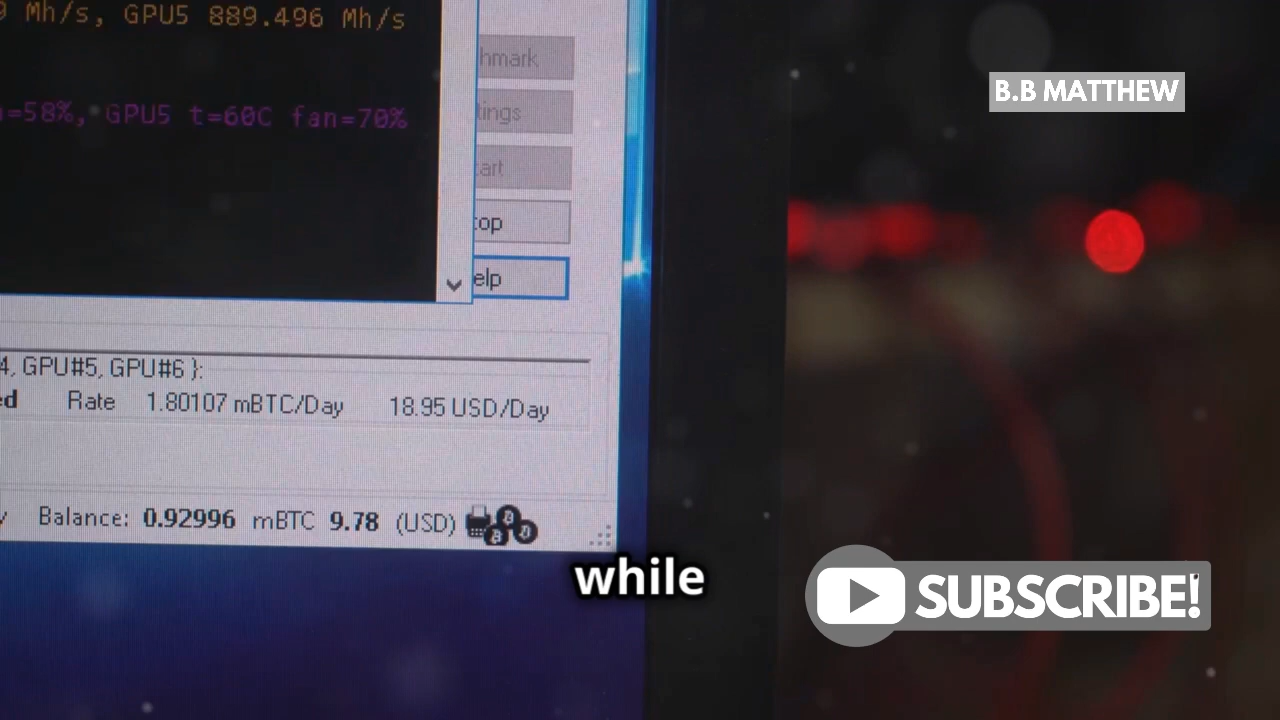 Mh/s, GPU5 889.496 Mh/s
=58%, GPU5 t=60C fan=70%
B.B MATTHEW
hmark
tings
tart
top
elp
4, GPU#5, GPU#6 }:
ed Rate 1.80107 mBTC/Day 18.95 USD/Day
Balance: 0.92996 mBTC 9.78 (USD)
while
SUBSCRIBE!